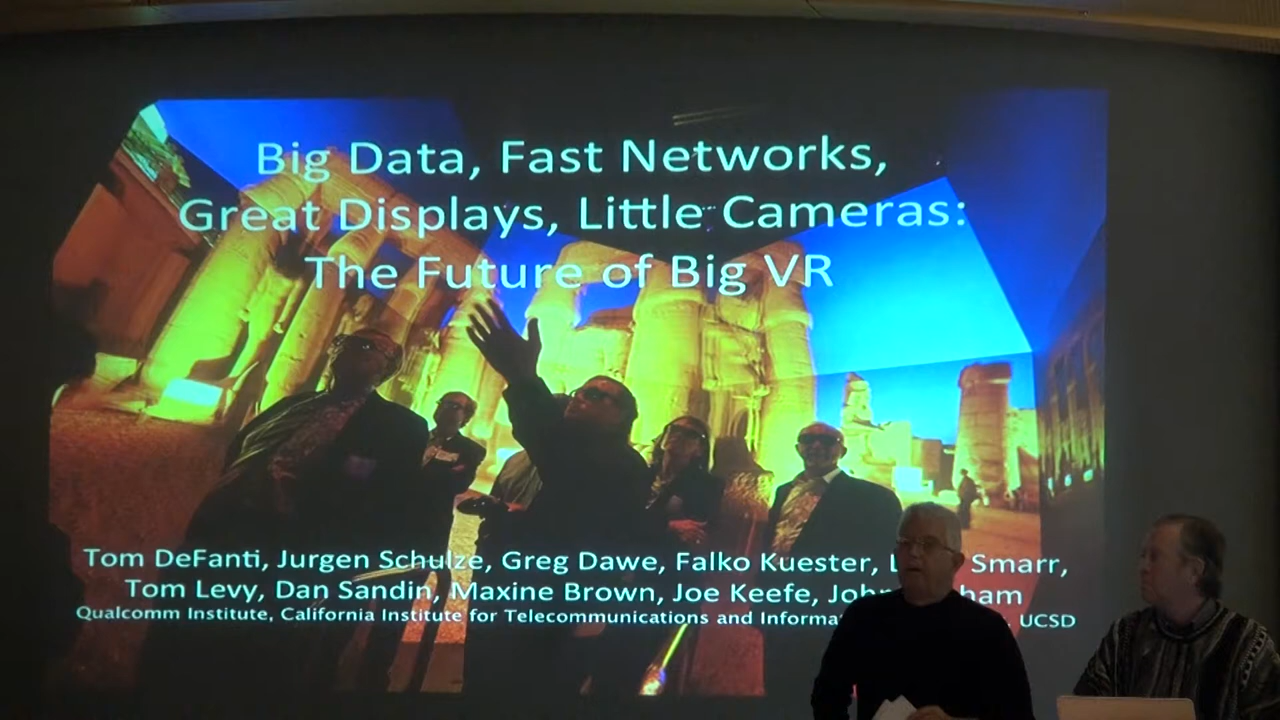 Big Data, Fast Networks,
Great Displays, Little Cameras:
The Future of Big VR
Tom DeFanti, Jurgen Schulze, Greg Dawe, Falko Kuester, Smarr,
Tom Levy, Dan Sandin, Maxine Brown, Joe Keefe,
Qualcomm Institute, California Institute for Telecommunications and UCSD